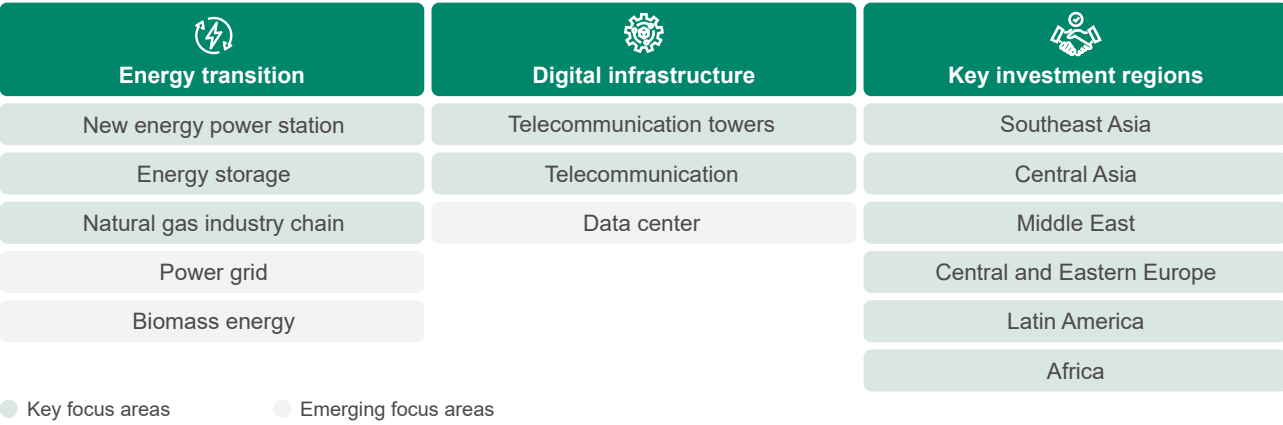 Energy transition
New energy power station
Energy storage
Natural gas industry chain
Power grid
Biomass energy
Digital infrastructure
Telecommunication towers
Telecommunication
Data center
Key investment regions
Southeast Asia
Central Asia
Middle East
Central and Eastern Europe
Latin America
Africa
Key focus areas
Emerging focus areas